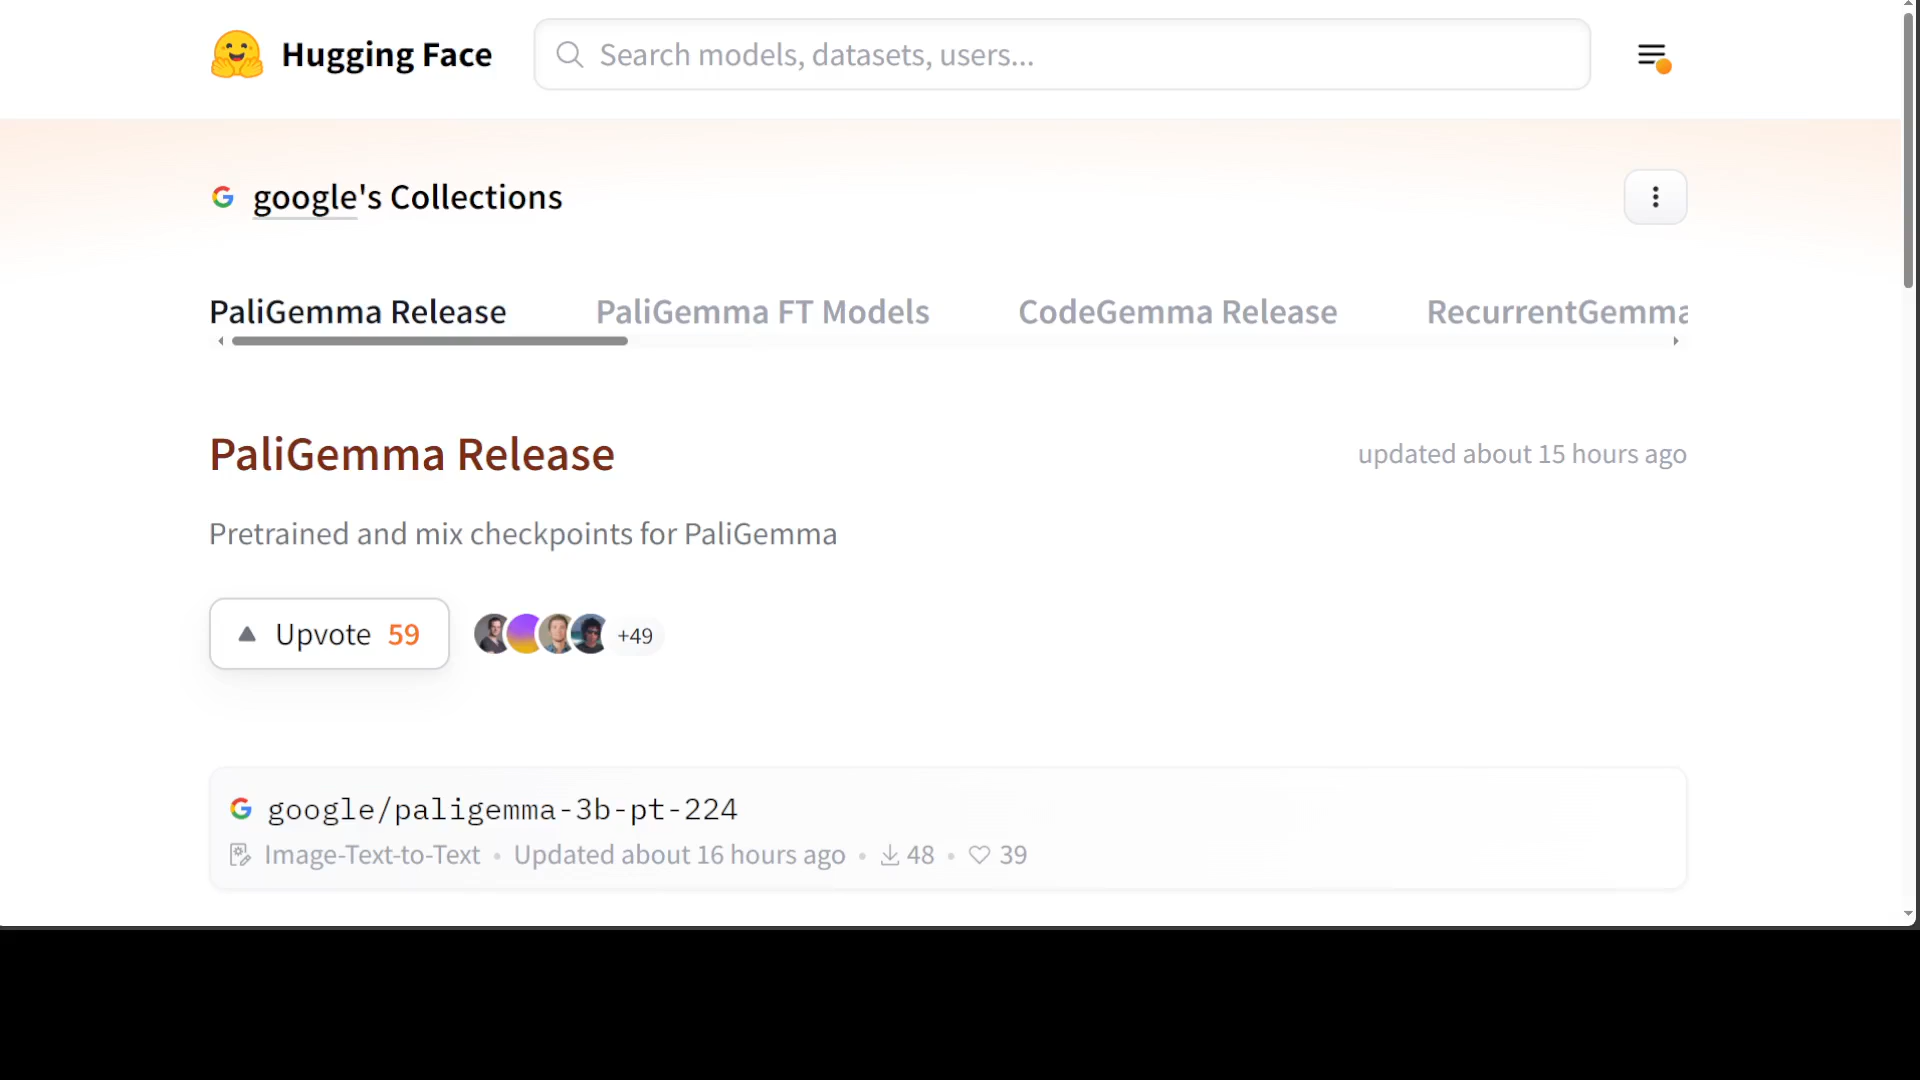 Hugging Face
Search models, datasets, users...
google's Collections
PaliGemma Release
PaliGemma FT Models
CodeGemma Release
RecurrentGemma
PaliGemma Release
updated about 15 hours ago
Pretrained and mix checkpoints for PaliGemma
Upvote 59
+49
google/paligemma-3b-pt-224
Image-Text-to-Text • Updated about 16 hours ago • 48 • 39